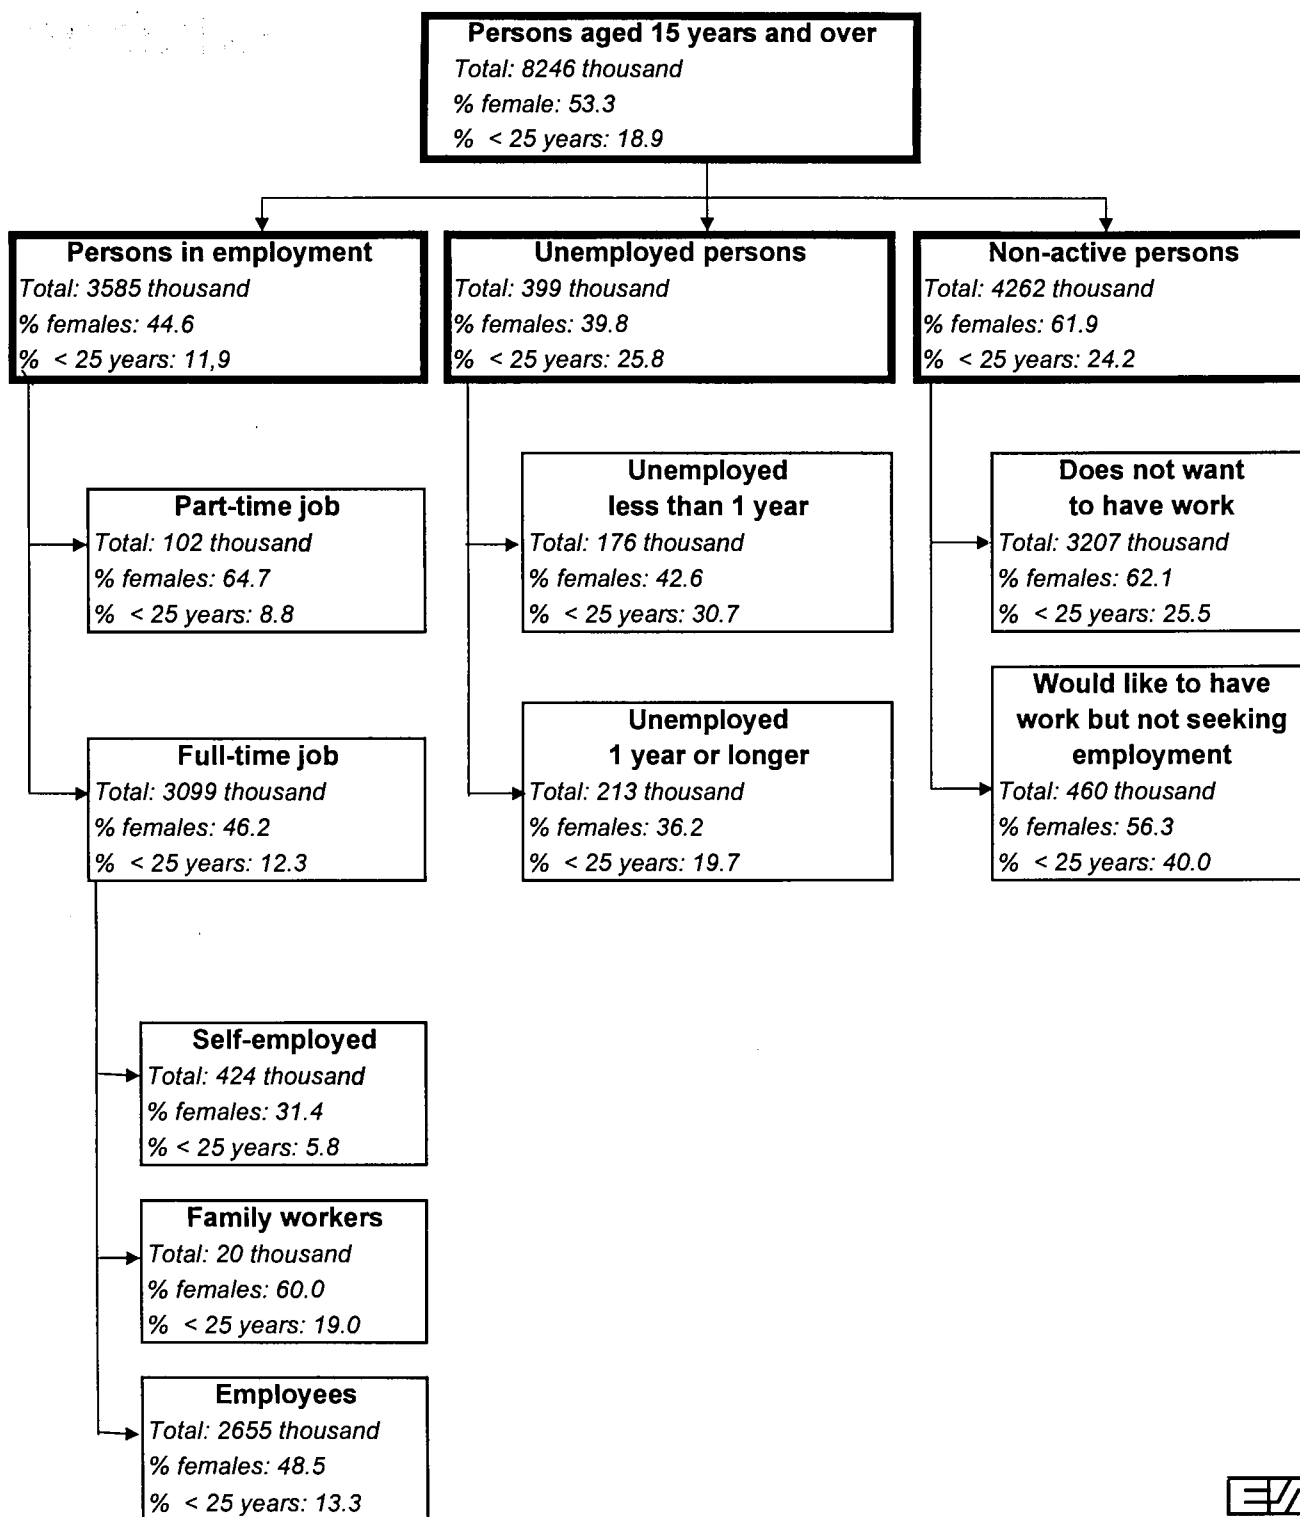 Persons aged 15 years and over
Total: 8246 thousand
% female: 53.3
% < 25 years: 18.9
Persons in employment
Total: 3585 thousand
% females: 44.6
% < 25 years: 11,9
Unemployed persons
Total: 399 thousand
% females: 39.8
% < 25 years: 25.8
Non-active persons
Total: 4262 thousand
% females: 61.9
% < 25 years: 24.2
Part-time job
Total: 102 thousand
% females: 64.7
% < 25 years: 8.8
Unemployed
less than 1 year
Total: 176 thousand
% females: 42.6
% < 25 years: 30.7
Does not want
to have work
Total: 3207 thousand
% females: 62.1
% < 25 years: 25.5
Full-time job
Total: 3099 thousand
% females: 46.2
% < 25 years: 12.3
Unemployed
1 year or longer
Total: 213 thousand
% females: 36.2
% < 25 years: 19.7
Would like to have
work but not seeking
employment
Total: 460 thousand
% females: 56.3
% < 25 years: 40.0
Self-employed
Total: 424 thousand
% females: 31.4
% < 25 years: 5.8
Family workers
Total: 20 thousand
% females: 60.0
% < 25 years: 19.0
Employees
Total: 2655 thousand
% females: 48.5
% < 25 years: 13.3